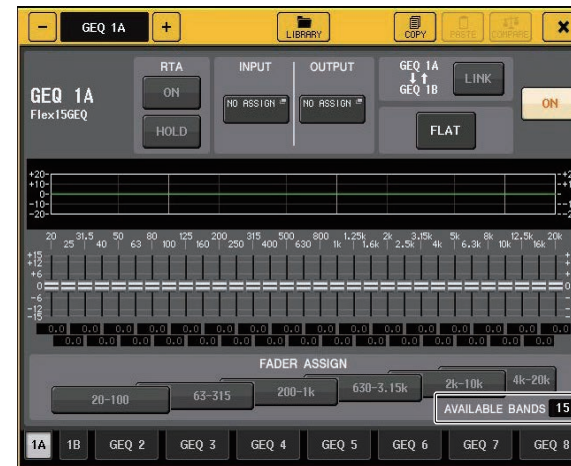 − GEQ 1A + LIBRARY COPY PASTE COMPARE ×
RTA INPUT OUTPUT GEQ 1A
GEQ 1B
LINK
GEQ 1A
Flex15GEQ
ON
NO ASSIGN NO ASSIGN
ON
HOLD
FLAT
+20
+10
0
-10
-20
20 31.5 50 80 125 200 315 500 800 1.25k 2k 3.15k 5k 8k 12.5k 20k
25 40 63 100 160 250 400 630 1k 1.6k 2.5k 4k 6.3k 10k 16k
+15
+12
+6
0
-6
-12
-15
0.0 0.0 0.0 0.0 0.0 0.0 0.0 0.0 0.0 0.0 0.0 0.0 0.0 0.0 0.0 0.0
0.0 0.0 0.0 0.0 0.0 0.0 0.0 0.0 0.0 0.0 0.0 0.0 0.0 0.0 0.0
FADER ASSIGN
20-100 63-315 200-1k 630-3.15k 2k-10k 4k-20k
AVAILABLE BANDS 15
1A 1B GEQ 2 GEQ 3 GEQ 4 GEQ 5 GEQ 6 GEQ 7 GEQ 8